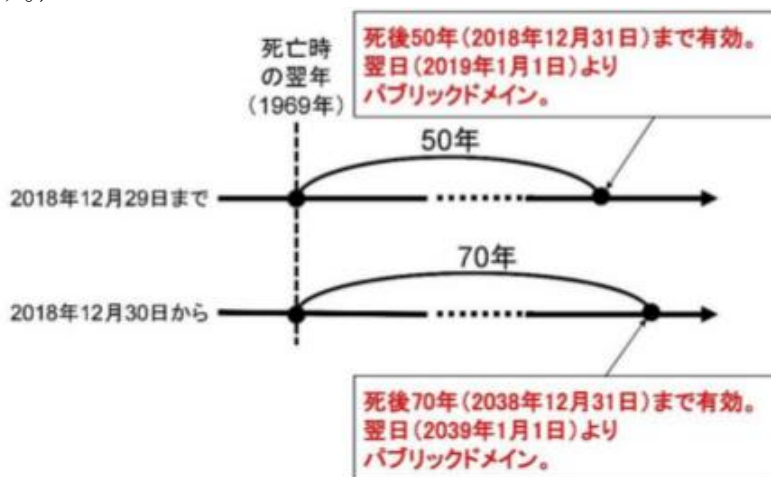 死亡時
の翌年
(1969年)
死後50年(2018年12月31日)まで有効。
翌日(2019年1月1日)より
パブリックドメイン。
50年
2018年12月29日まで
70年
2018年12月30日から
死後70年(2038年12月31日)まで有効。
翌日(2039年1月1日)より
パブリックドメイン。